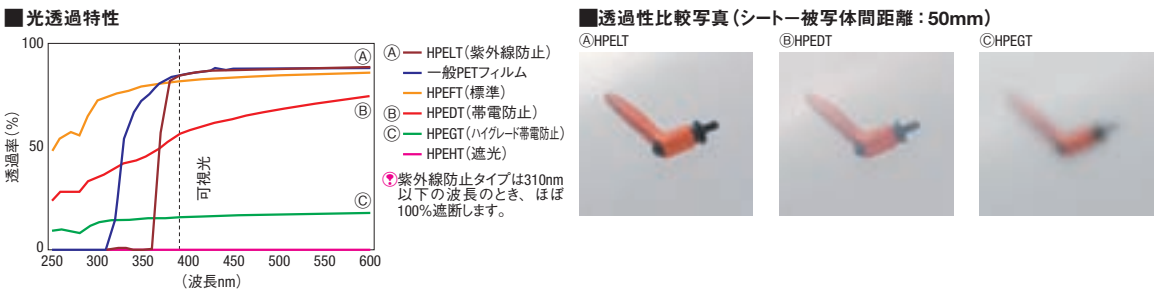 ■光透過特性
透過率(%)
100
50
0
250 300 350 400 450 500 550 600
(波長nm)
可視光
Ⓐ
Ⓑ
Ⓒ
Ⓐ HPELT(紫外線防止)
一般PETフィルム
HPEFT(標準)
Ⓑ HPEDT(帯電防止)
Ⓒ HPEGT(ハイグレード帯電防止)
HPEHT(遮光)
紫外線防止タイプは310nm
以下の波長のとき、ほぼ
100%遮断します。
■透過性比較写真(シートー被写体間距離:50mm)
ⒶHPELT
ⒷHPEDT
ⒸHPEGT